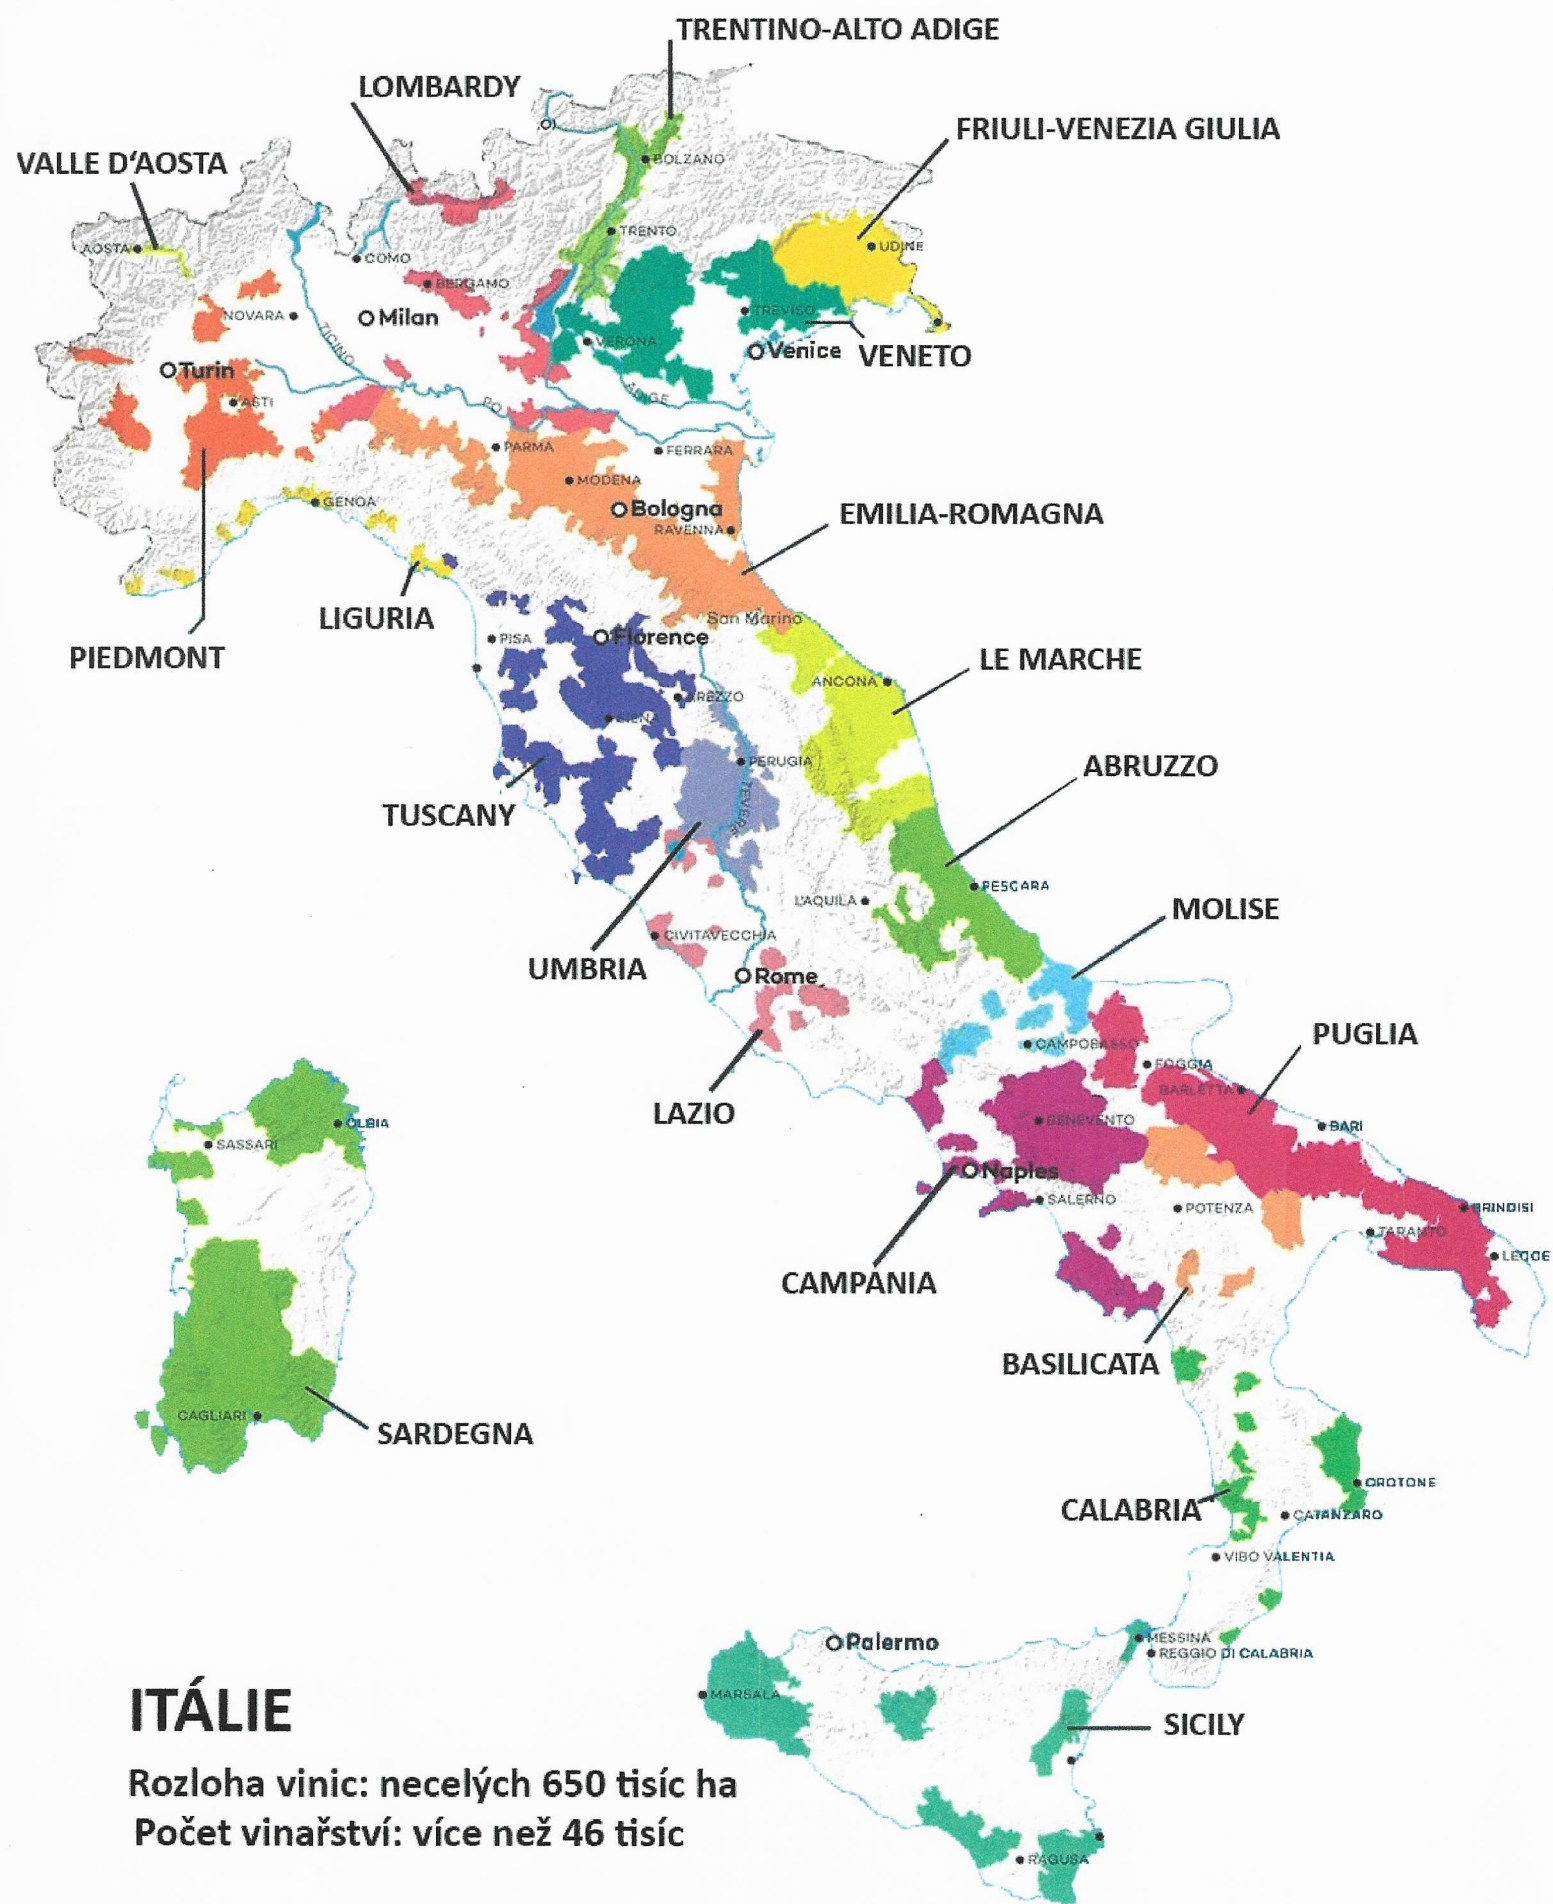 TRENTINO-ALTO ADIGE
LOMBARDY
FRIULI-VENEZIA GIULIA
VALLE D'AOSTA
BOLZANO
TRENTO
UDINE
AOSTA
COMO
BERGAMO
NOVARA
Milan
TREVISO
TICINO
VERONA
Venice
VENETO
Turin
ADIGE
ASTI
PO
PARMA
FERRARA
MODENA
GENOA
Bologna
EMILIA-ROMAGNA
RAVENNA
LIGURIA
San Marino
PISA
Florence
PIEDMONT
LE MARCHE
ANCONA
AREZZO
SIENA
PERUGIA
ABRUZZO
TEVERE
TUSCANY
PESCARA
L'AQUILA
MOLISE
CIVITAVECCHIA
UMBRIA
Rome
PUGLIA
CAMPOBASSO
FOGGIA
BARLETTA
LAZIO
OLBIA
BENEVENTO
BARI
SASSARI
Naples
SALERNO
POTENZA
BRINDISI
TARANTO
LECCE
CAMPANIA
BASILICATA
CAGLIARI
SARDEGNA
CROTONE
CALABRIA
CATANZARO
VIBO VALENTIA
Palermo
MESSINA
REGGIO DI CALABRIA
MARSALA
SICILY
ITÁLIE
Rozloha vinic: necelých 650 tisíc ha
Počet vinařství: více než 46 tisíc
RAGUSA